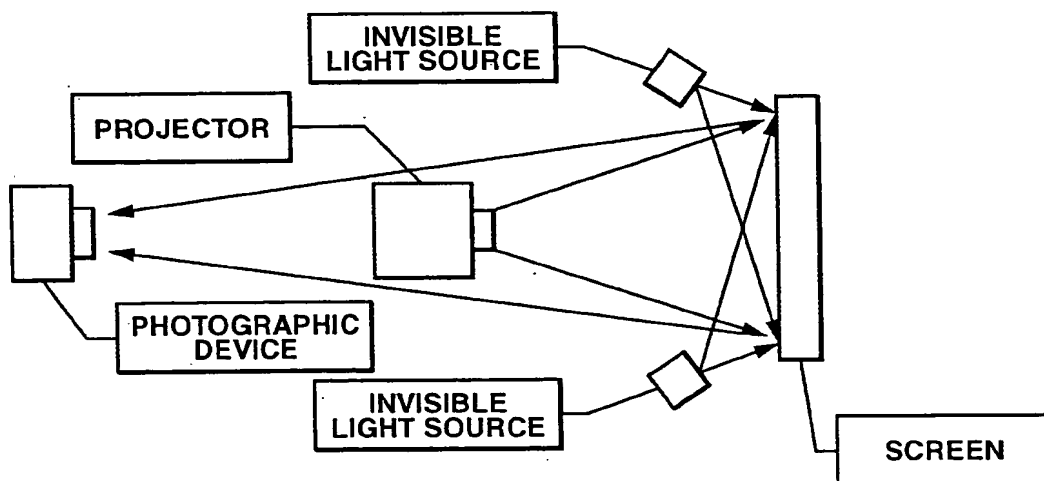 INVISIBLE
LIGHT SOURCE
PROJECTOR
PHOTOGRAPHIC
DEVICE
INVISIBLE
LIGHT SOURCE
SCREEN